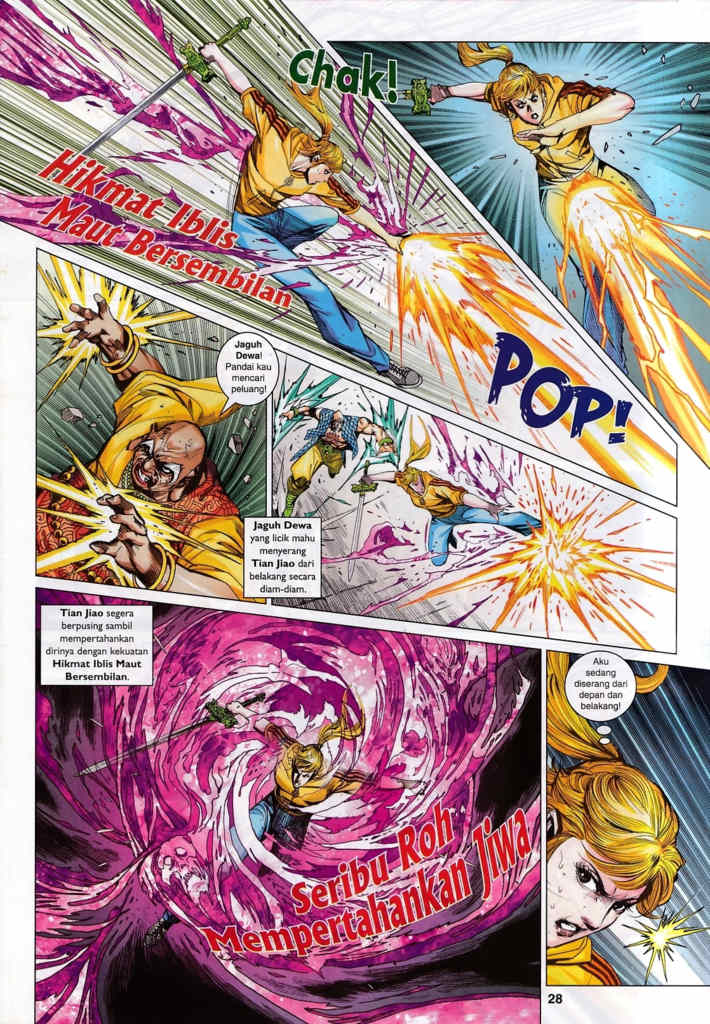 Chak!
Hikmat Iblis
Maut Bersembilan
POP!
Jaguh
Dewa!
Pandai kau
mencari
peluang!
Jaguh Dewa
yang licik mahu
menyerang
Tian Jiao dari
belakang secara
diam-diam.
Tian Jiao segera
berpusing sambil
mempertahankan
dirinya dengan kekuatan
Hikmat Iblis Maut
Bersembilan.
Aku
sedang
diserang dari
depan dan
belakang!
Seribu Roh
Mempertahankan Jiwa
28